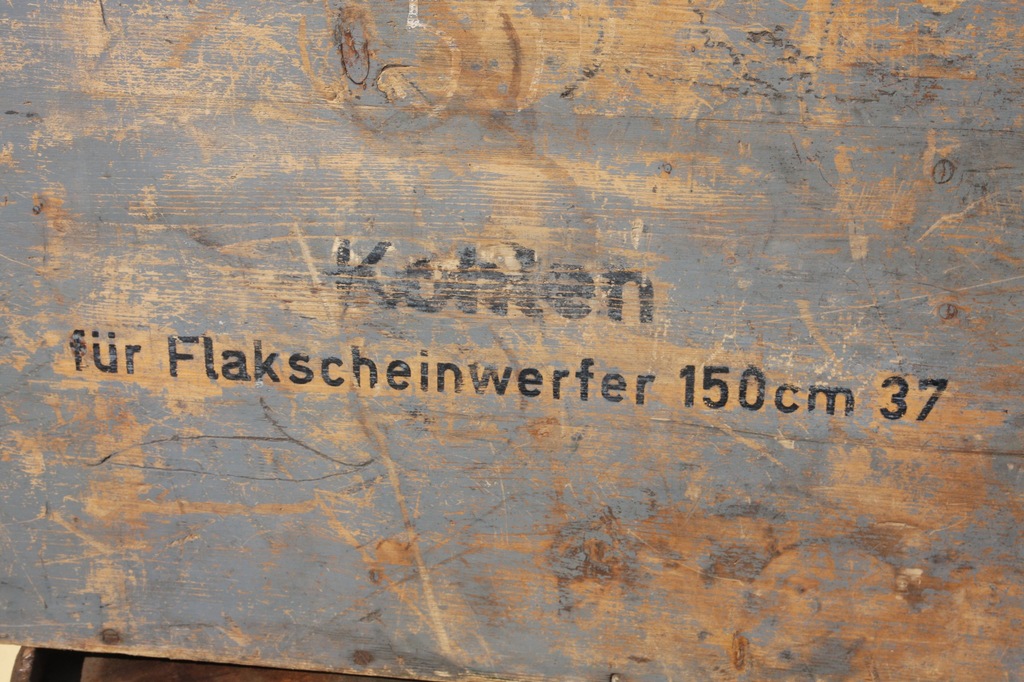 Kohlen
für Flakscheinwerfer 150cm 37